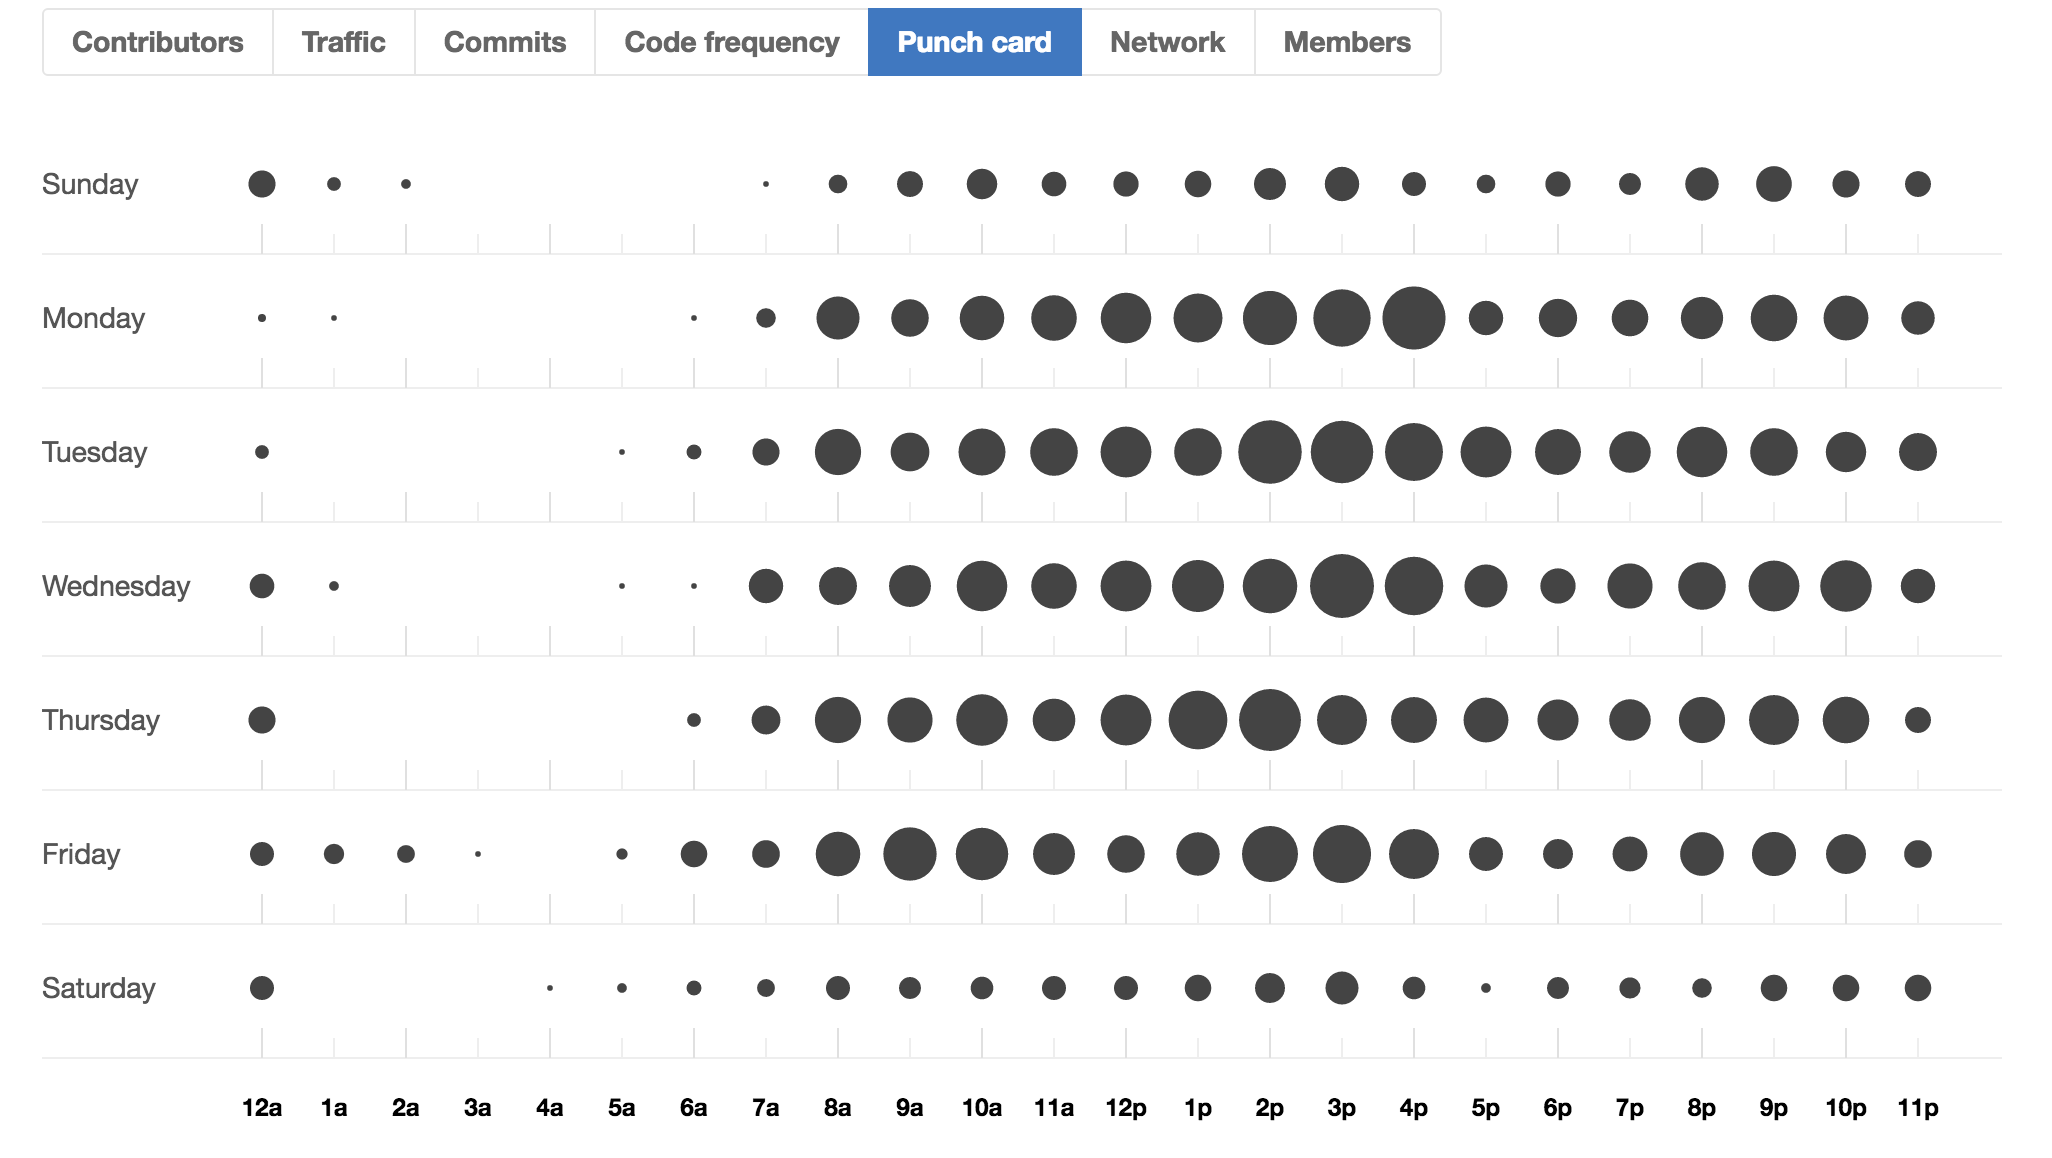 Contributors Traffic Commits Code frequency Punch card Network Members
Sunday
Monday
Tuesday
Wednesday
Thursday
Friday
Saturday
12a 1a 2a 3a 4a 5a 6a 7a 8a 9a 10a 11a 12p 1p 2p 3p 4p 5p 6p 7p 8p 9p 10p 11p